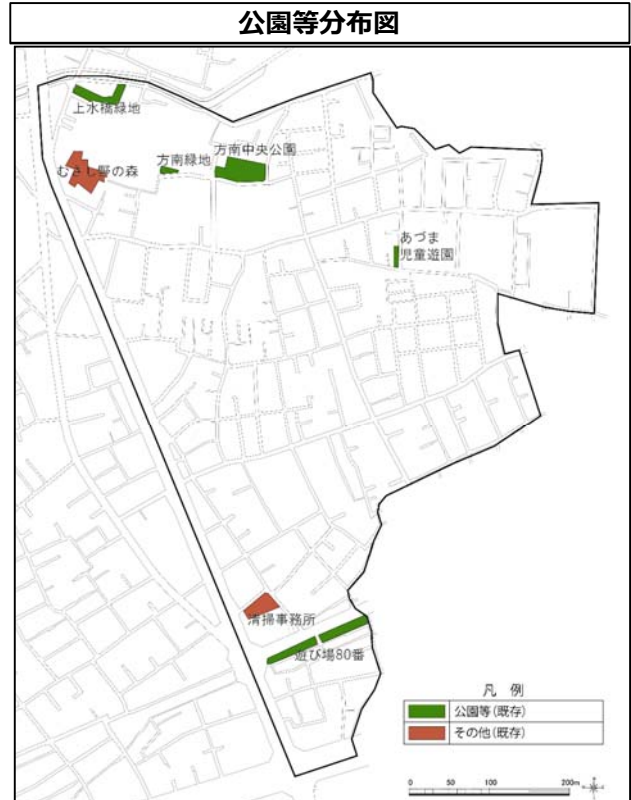 公園等分布図
上水橋緑地
むさし野の森
方南緑地
方南中央公園
あづま
児童遊園
清掃事務所
遊び場80番
凡 例
公園等(既存)
その他(既存)
0 50 100 200m